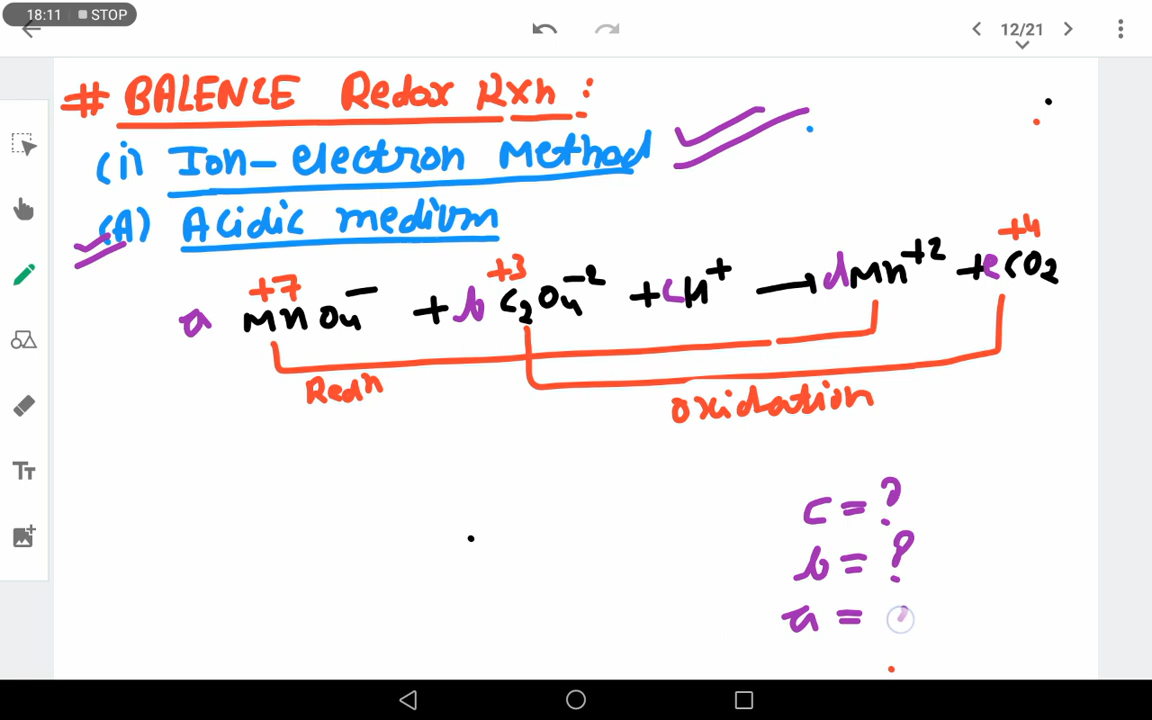 18:11 STOP
12/21
# BALENCE Redox Rxn :
(i) Ion-electron Method
(A) Acidic medium
+7 +3 +4
a MnO4⁻ + b C2O4⁻² + c H⁺ → d Mn⁺² + e CO2
Redⁿ
oxidation
c = ?
b = ?
a =
Tт